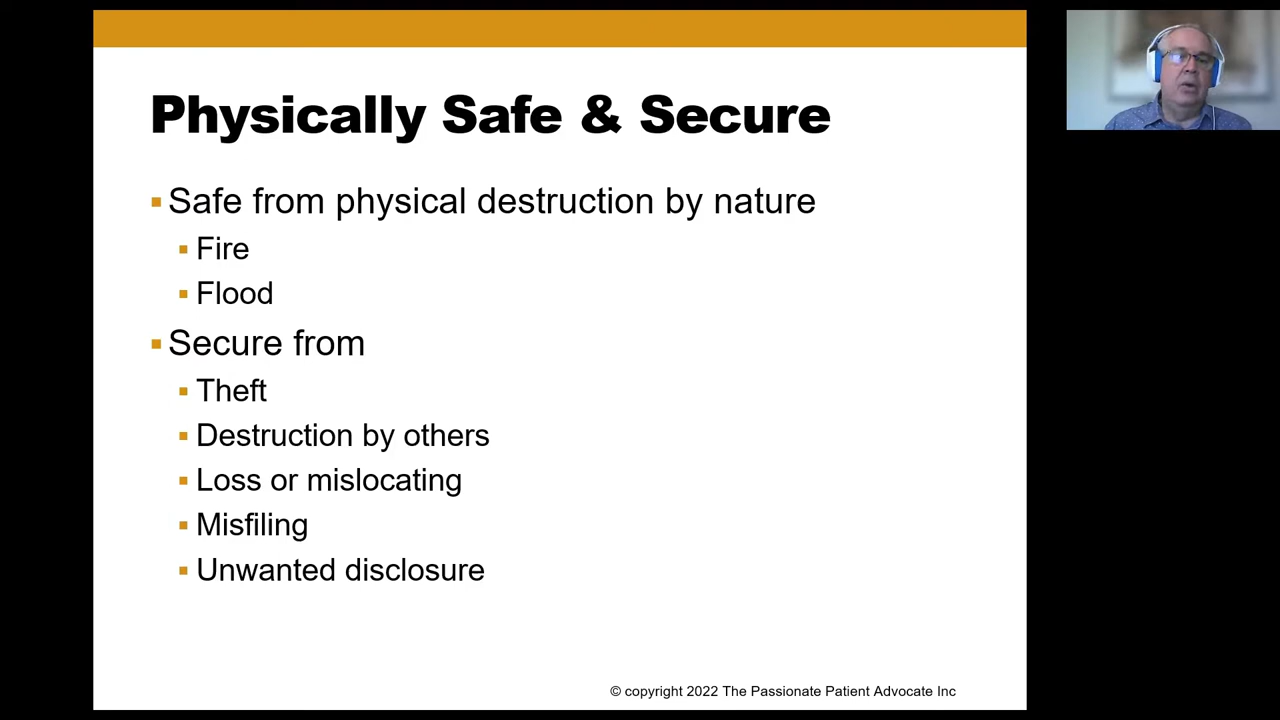 Physically Safe & Secure
Safe from physical destruction by nature
Fire
Flood
Secure from
Theft
Destruction by others
Loss or mislocating
Misfiling
Unwanted disclosure
© copyright 2022 The Passionate Patient Advocate Inc